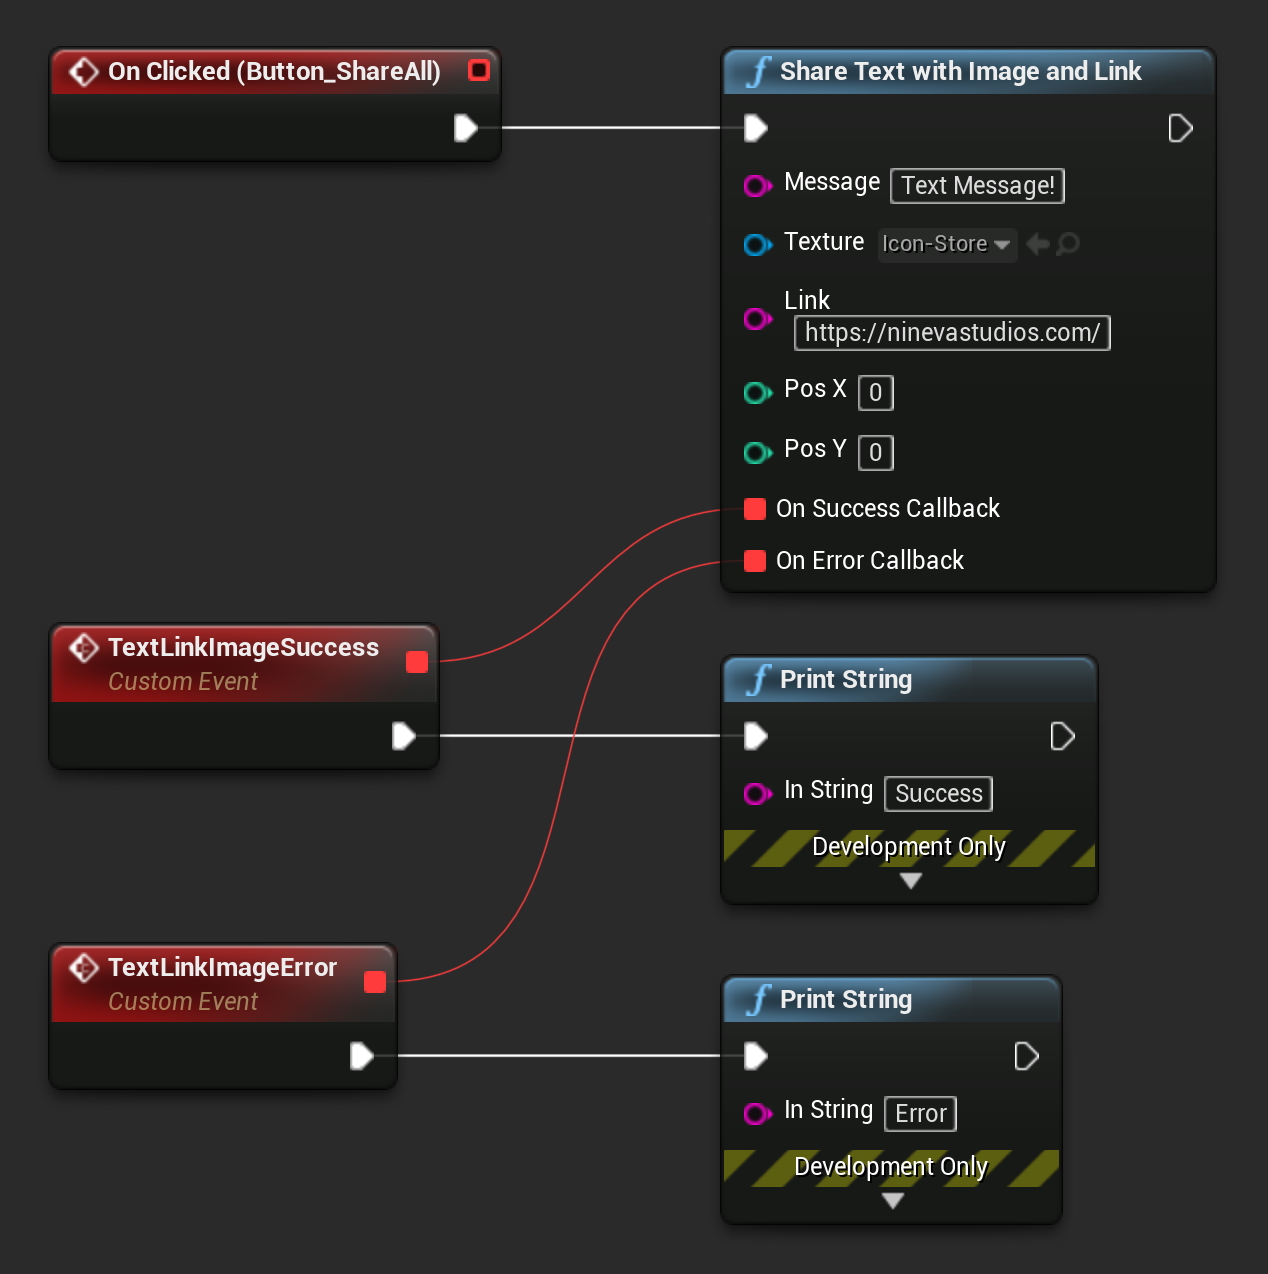 On Clicked (Button_ShareAll)
Share Text with Image and Link
Message Text Message!
Texture Icon-Store
Link
https://ninevastudios.com/
Pos X 0
Pos Y 0
On Success Callback
On Error Callback
TextLinkImageSuccess
Custom Event
Print String
In String Success
Development Only
TextLinkImageError
Custom Event
Print String
In String Error
Development Only